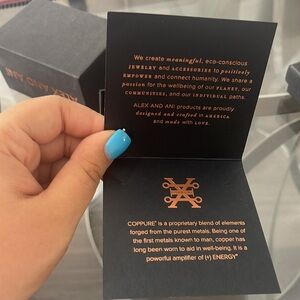 ALEX AND ANI
We create meaningful, eco-conscious
JEWELRY and ACCESSORIES to positively
EMPOWER and connect humanity. We share a
passion for the wellbeing of our PLANET, our
COMMUNITIES, and our INDIVIDUAL paths.
ALEX AND ANI products are proudly
designed and crafted in AMERICA
and made with LOVE.
COPPURE® is a proprietary blend of elements
forged from the purest metals. Being one
of the first metals known to man, copper has
long been worn to aid in well-being. It is a
powerful amplifier of (+) ENERGY®